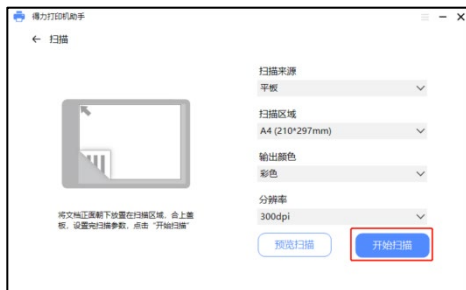 得力打印机助手
← 扫描
扫描来源
平板
扫描区域
A4 (210*297mm)
输出颜色
彩色
分辨率
300dpi
将文档正面朝下放置在扫描区域、合上盖
板，设置完扫描参数，点击“开始扫描”
预览扫描
开始扫描